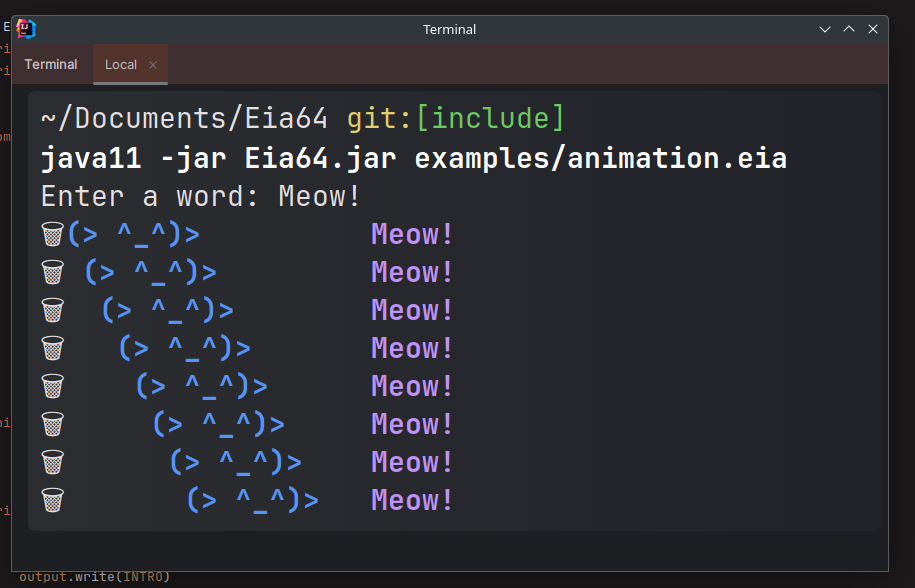 Terminal
Terminal Local ×
~/Documents/Eia64 git:[include]
java11 -jar Eia64.jar examples/animation.eia
Enter a word: Meow!
🗑(> ^_^)>          Meow!
🗑 (> ^_^)>         Meow!
🗑  (> ^_^)>        Meow!
🗑   (> ^_^)>       Meow!
🗑    (> ^_^)>      Meow!
🗑     (> ^_^)>     Meow!
🗑      (> ^_^)>    Meow!
🗑       (> ^_^)>   Meow!
output.write(INTRO)